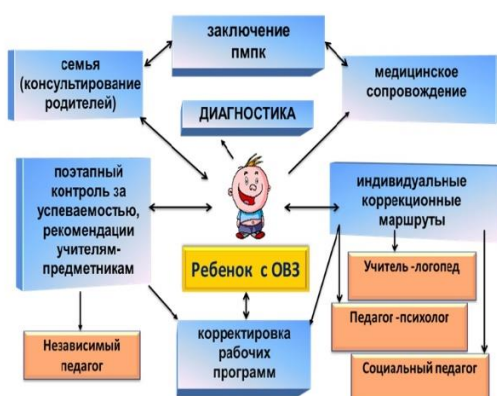 заключение
пмпк
семья
(консультирование
родителей)
медицинское
сопровождение
ДИАГНОСТИКА
поэтапный
контроль за
успеваемостью,
рекомендации
учителям-
предметникам
индивидуальные
коррекционные
маршруты
Ребенок с ОВЗ
Учитель -логопед
Педагог -психолог
Социальный педагог
Независимый
педагог
корректировка
рабочих
программ